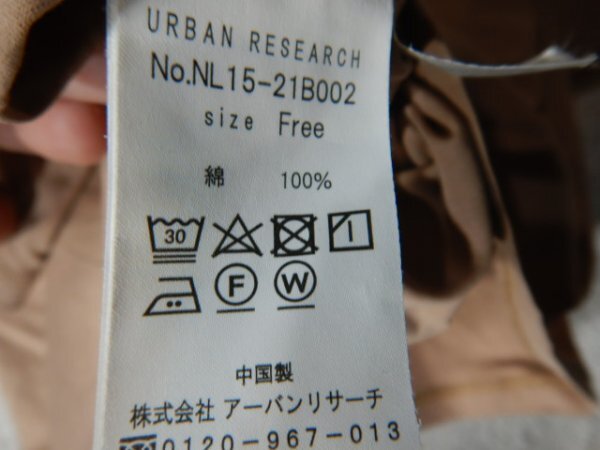 URBAN RESEARCH
No.NL15-21B002
size Free
綿 100%
30
F W
中国製
株式会社 アーバンリサーチ
0120-967-013